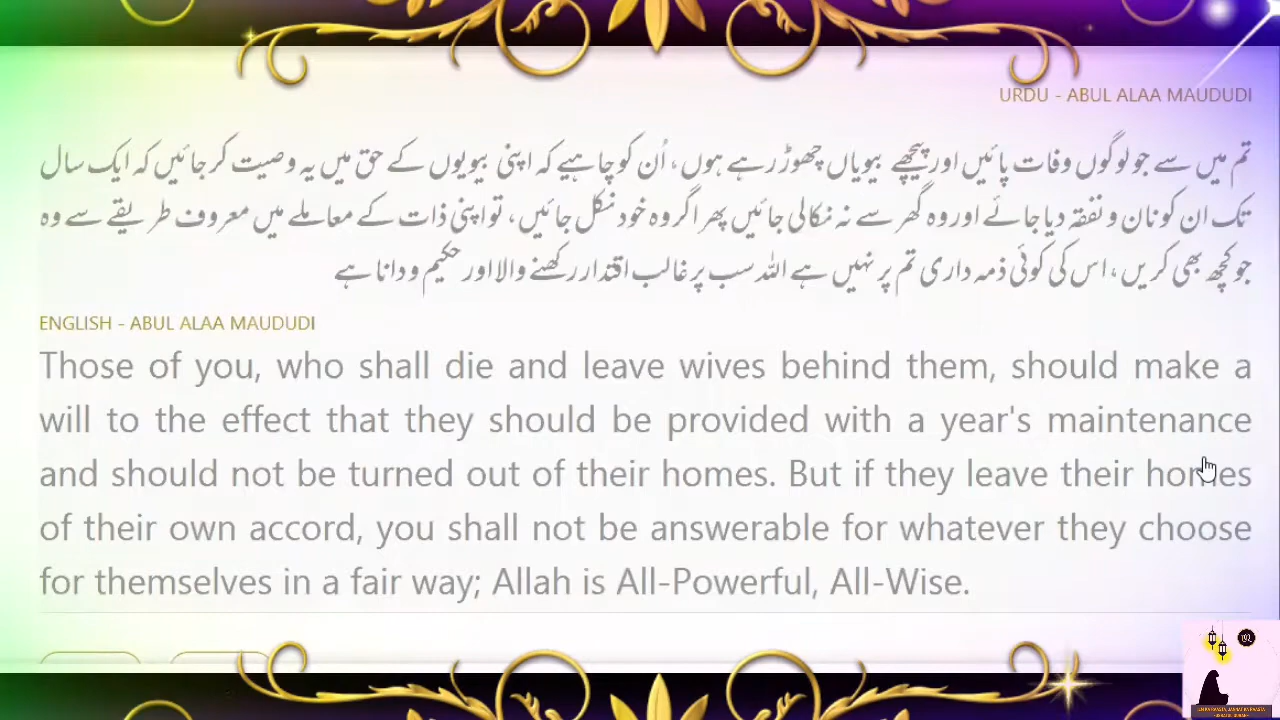 URDU - ABUL ALAA MAUDUDI
تم میں سے جو لوگوں وفات پائیں اور پیچھے بیویاں چھوڑ رہے ہوں، اُن کو چاہیے کہ اپنی بیویوں کے حق میں یہ وصیت کر جائیں کہ ایک سال
تک ان کو نان و نفقہ دیا جائے اور وہ گھر سے نہ نکالی جائیں پھر اگر وہ خود نکل جائیں، تو اپنی ذات کے معاملے میں معروف طریقے سے وہ
جو کچھ بھی کریں، اس کی کوئی ذمہ داری تم پر نہیں ہے اللہ سب پر غالب اقتدار رکھنے والا اور حکیم و دانا ہے
ENGLISH - ABUL ALAA MAUDUDI
Those of you, who shall die and leave wives behind them, should make a
will to the effect that they should be provided with a year's maintenance
and should not be turned out of their homes. But if they leave their homes
of their own accord, you shall not be answerable for whatever they choose
for themselves in a fair way; Allah is All-Powerful, All-Wise.